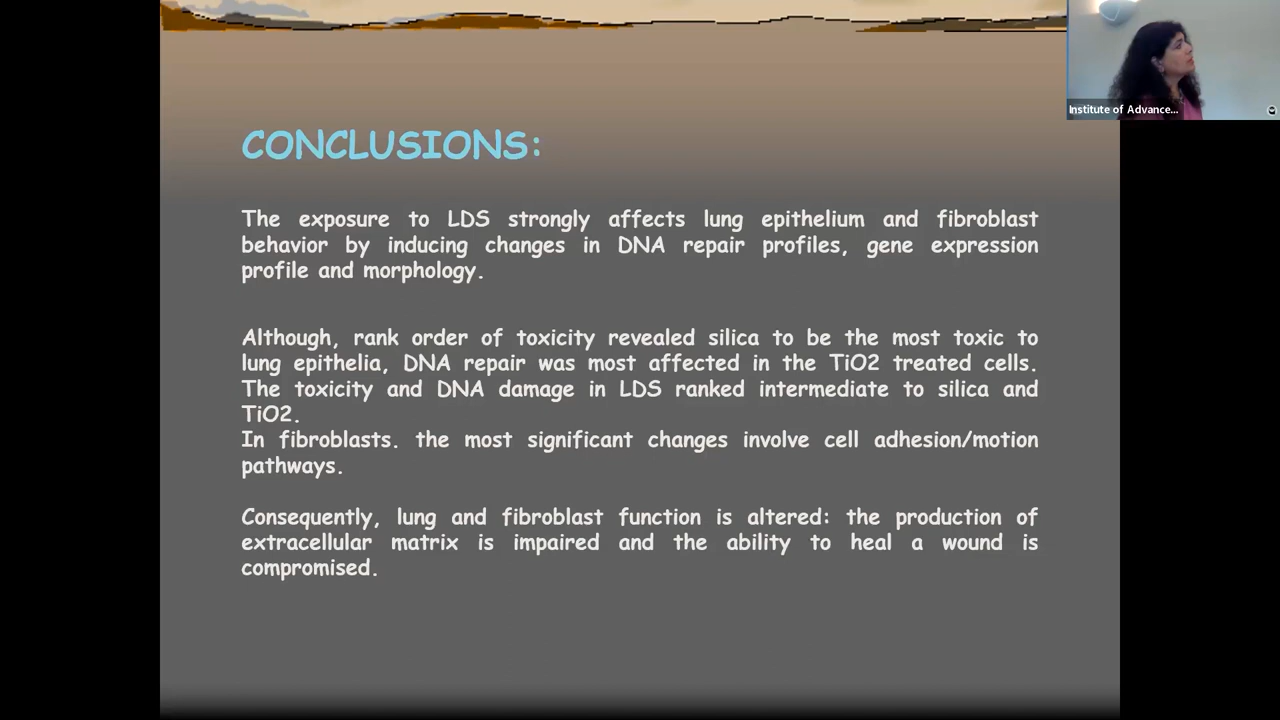 Institute of Advance...
CONCLUSIONS:
The exposure to LDS strongly affects lung epithelium and fibroblast
behavior by inducing changes in DNA repair profiles, gene expression
profile and morphology.
Although, rank order of toxicity revealed silica to be the most toxic to
lung epithelia, DNA repair was most affected in the TiO2 treated cells.
The toxicity and DNA damage in LDS ranked intermediate to silica and
TiO2.
In fibroblasts. the most significant changes involve cell adhesion/motion
pathways.
Consequently, lung and fibroblast function is altered: the production of
extracellular matrix is impaired and the ability to heal a wound is
compromised.